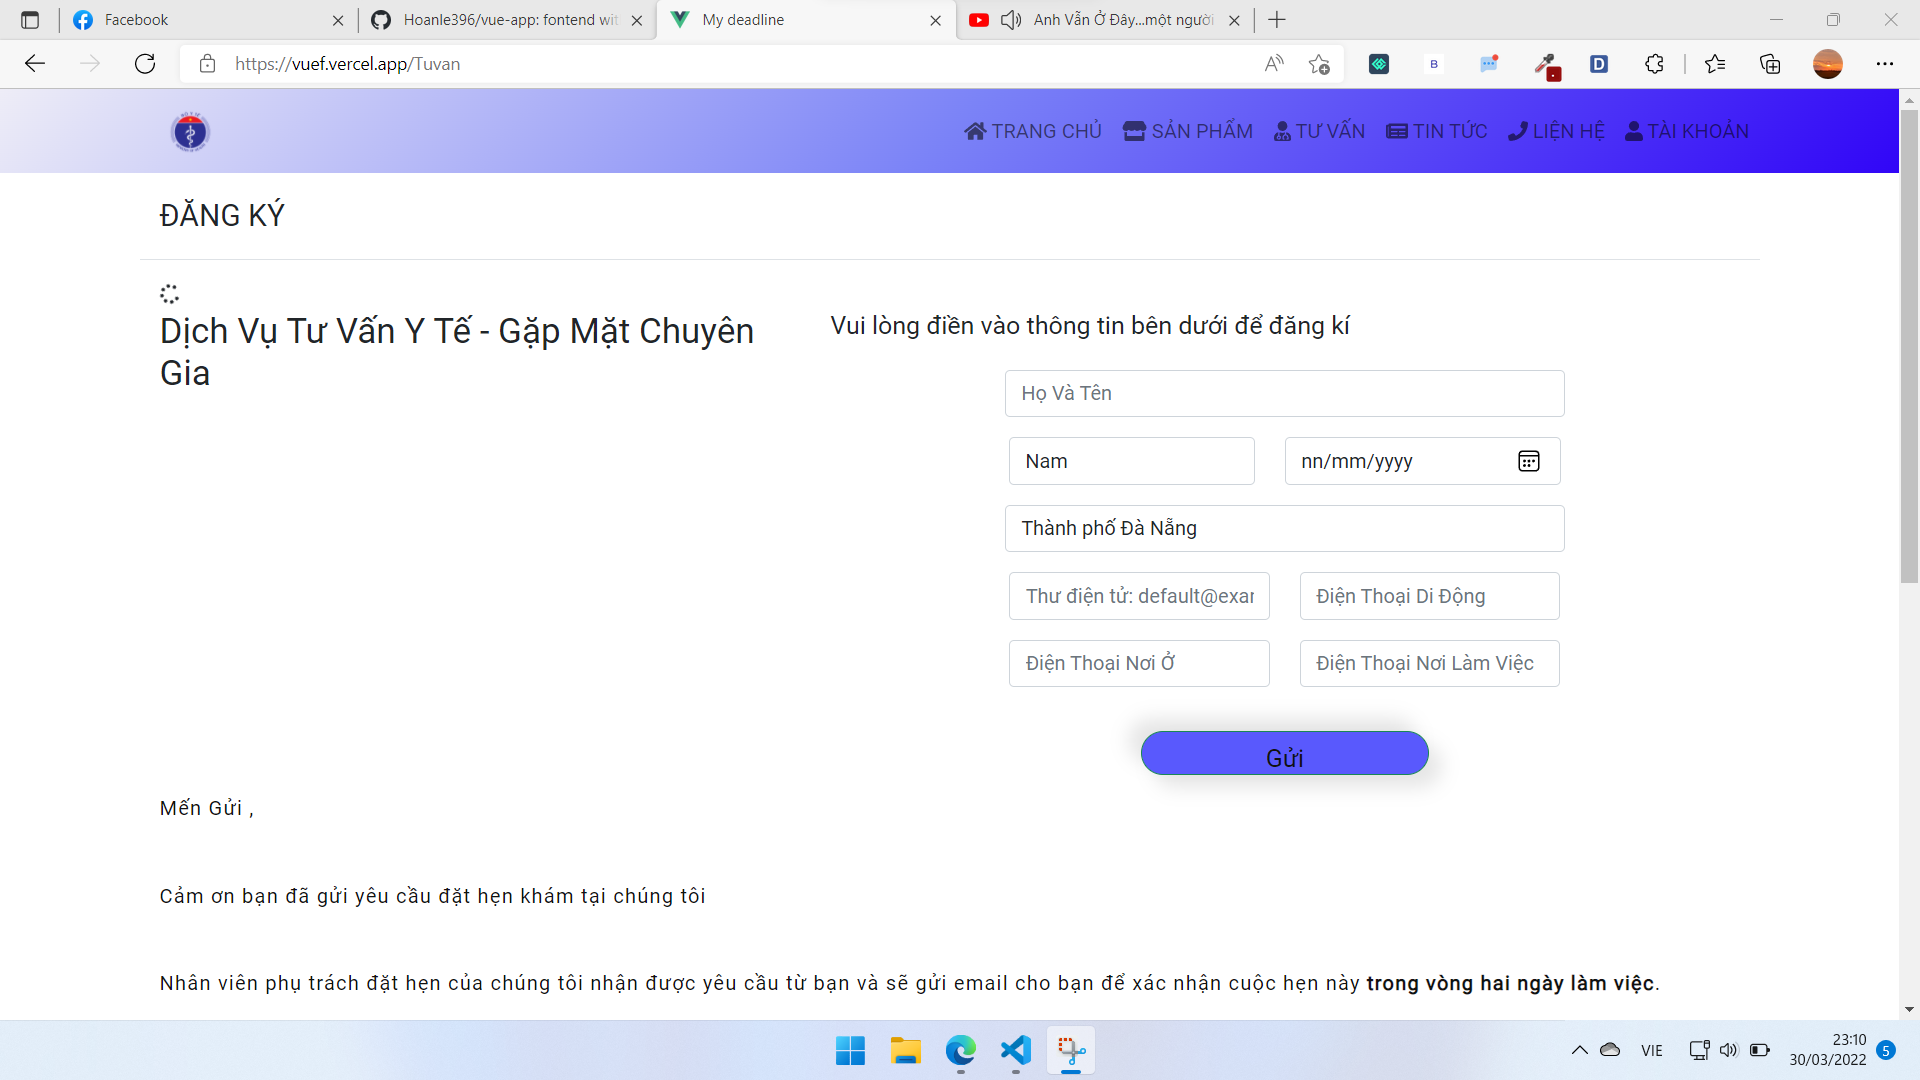 Facebook
Hoanle396/vue-app: fontend wit
My deadline
Anh Vẫn Ở Đây...một người
https://vuef.vercel.app/Tuvan
TRANG CHỦ
SẢN PHẨM
TƯ VẤN
TIN TỨC
LIÊN HỆ
TÀI KHOẢN
ĐĂNG KÝ
Dịch Vụ Tư Vấn Y Tế - Gặp Mặt Chuyên
Gia
Vui lòng điền vào thông tin bên dưới để đăng kí
Họ Và Tên
Nam
nn/mm/yyyy
Thành phố Đà Nẵng
Thư điện tử: default@exar
Điện Thoại Di Động
Điện Thoại Nơi Ở
Điện Thoại Nơi Làm Việc
Gửi
Mến Gửi ,
Cảm ơn bạn đã gửi yêu cầu đặt hẹn khám tại chúng tôi
Nhân viên phụ trách đặt hẹn của chúng tôi nhận được yêu cầu từ bạn và sẽ gửi email cho bạn để xác nhận cuộc hẹn này trong vòng hai ngày làm việc.
VIE
23:10
30/03/2022
5